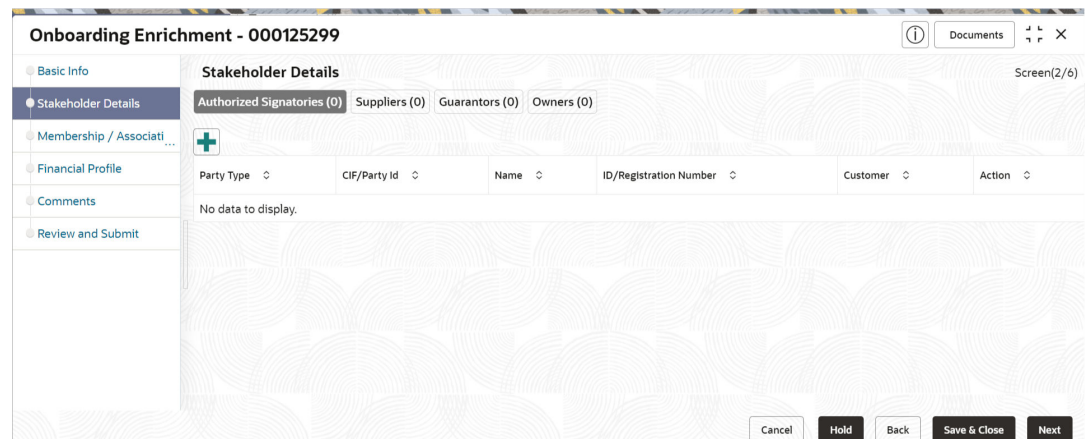 Onboarding Enrichment - 000125299
Documents
Basic Info
Stakeholder Details
Membership / Associati...
Financial Profile
Comments
Review and Submit
Stakeholder Details
Screen(2/6)
Authorized Signatories (0) Suppliers (0) Guarantors (0) Owners (0)
Party Type CIF/Party Id Name ID/Registration Number Customer Action
No data to display.
Cancel Hold Back Save & Close Next